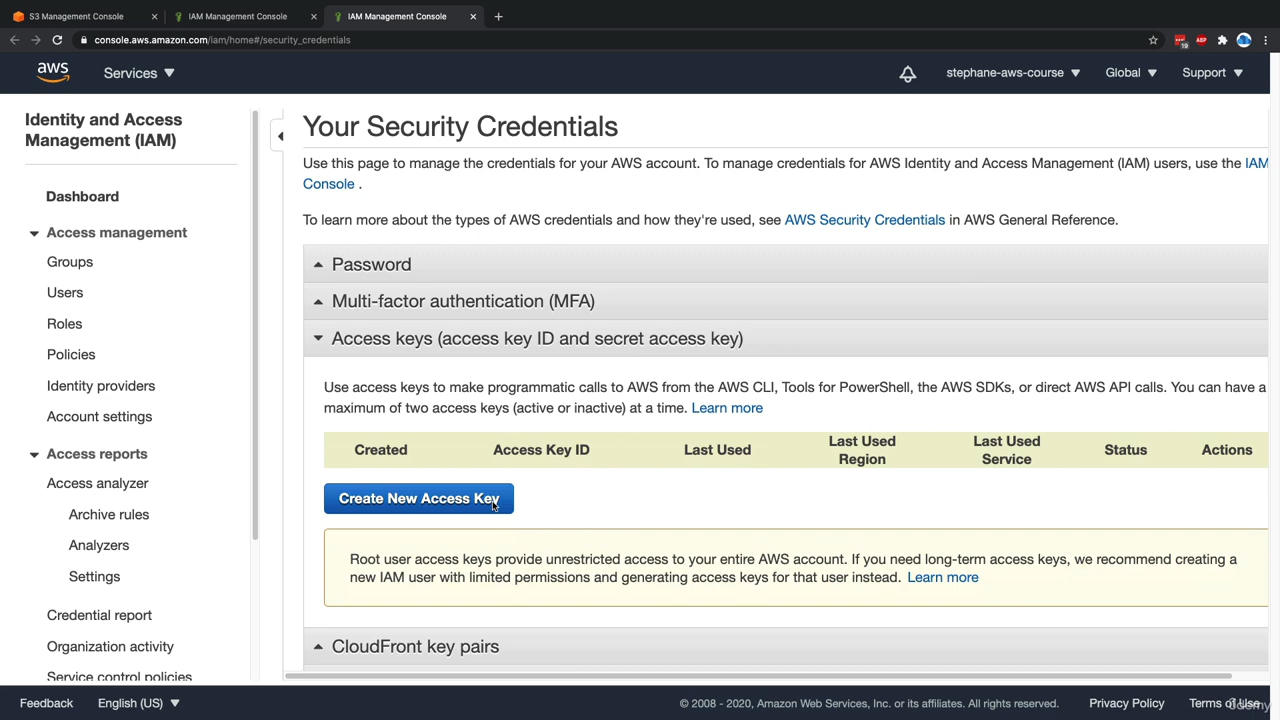 S3 Management Console
IAM Management Console
IAM Management Console
console.aws.amazon.com/iam/home#/security_credentials
19
ABP
aws
Services
stephane-aws-course
Global
Support
Identity and Access
Management (IAM)
Dashboard
Access management
Groups
Users
Roles
Policies
Identity providers
Account settings
Access reports
Access analyzer
Archive rules
Analyzers
Settings
Credential report
Organization activity
Service control policies
Your Security Credentials
Use this page to manage the credentials for your AWS account. To manage credentials for AWS Identity and Access Management (IAM) users, use the IAM
Console .
To learn more about the types of AWS credentials and how they're used, see AWS Security Credentials in AWS General Reference.
Password
Multi-factor authentication (MFA)
Access keys (access key ID and secret access key)
Use access keys to make programmatic calls to AWS from the AWS CLI, Tools for PowerShell, the AWS SDKs, or direct AWS API calls. You can have a
maximum of two access keys (active or inactive) at a time. Learn more
Created Access Key ID Last Used Last Used Region Last Used Service Status Actions
Create New Access Key
Root user access keys provide unrestricted access to your entire AWS account. If you need long-term access keys, we recommend creating a
new IAM user with limited permissions and generating access keys for that user instead. Learn more
CloudFront key pairs
Feedback
English (US)
© 2008 - 2020, Amazon Web Services, Inc. or its affiliates. All rights reserved.
Privacy Policy
Terms of Use
udemy